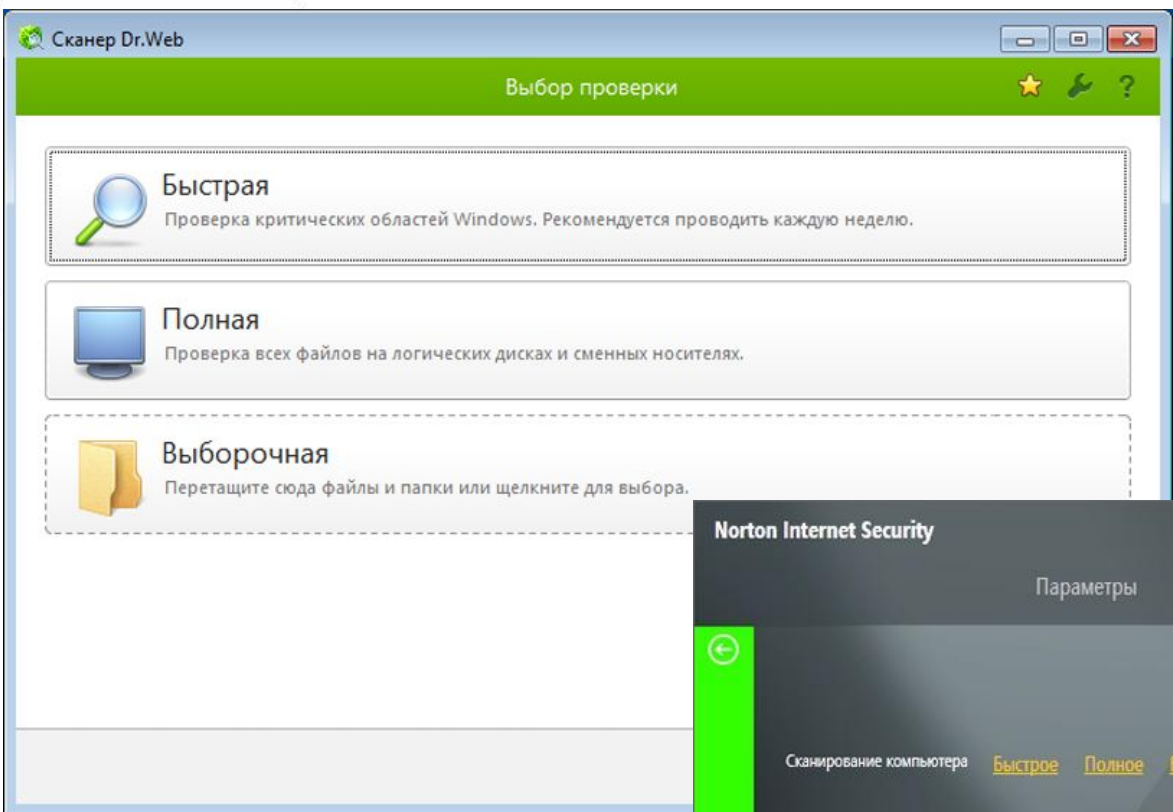 Сканер Dr.Web
Выбор проверки
?
Быстрая
Проверка критических областей Windows. Рекомендуется проводить каждую неделю.
Полная
Проверка всех файлов на логических дисках и сменных носителях.
Выборочная
Перетащите сюда файлы и папки или щелкните для выбора.
Norton Internet Security
Параметры
Сканирование компьютера Быстрое Полное